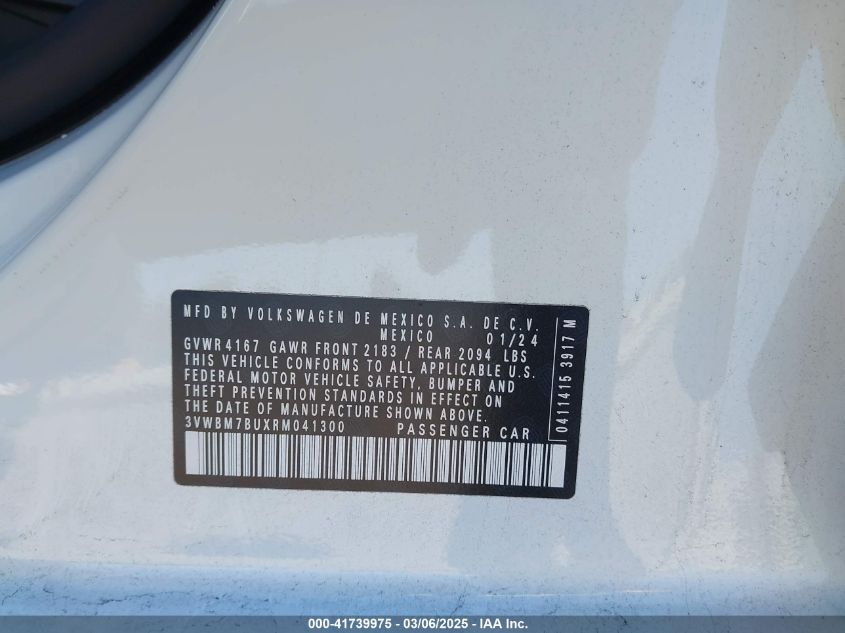 MFD BY VOLKSWAGEN DE MEXICO S.A. DE C.V.
MEXICO 01/24
GVWR 4167 GAWR FRONT 2183 / REAR 2094 LBS
THIS VEHICLE CONFORMS TO ALL APPLICABLE U.S.
FEDERAL MOTOR VEHICLE SAFETY, BUMPER AND
THEFT PREVENTION STANDARDS IN EFFECT ON
THE DATE OF MANUFACTURE SHOWN ABOVE.
3VWBM7BUXRM041300 PASSENGER CAR
0411415 3917 M
000-41739975 - 03/06/2025 - IAA Inc.